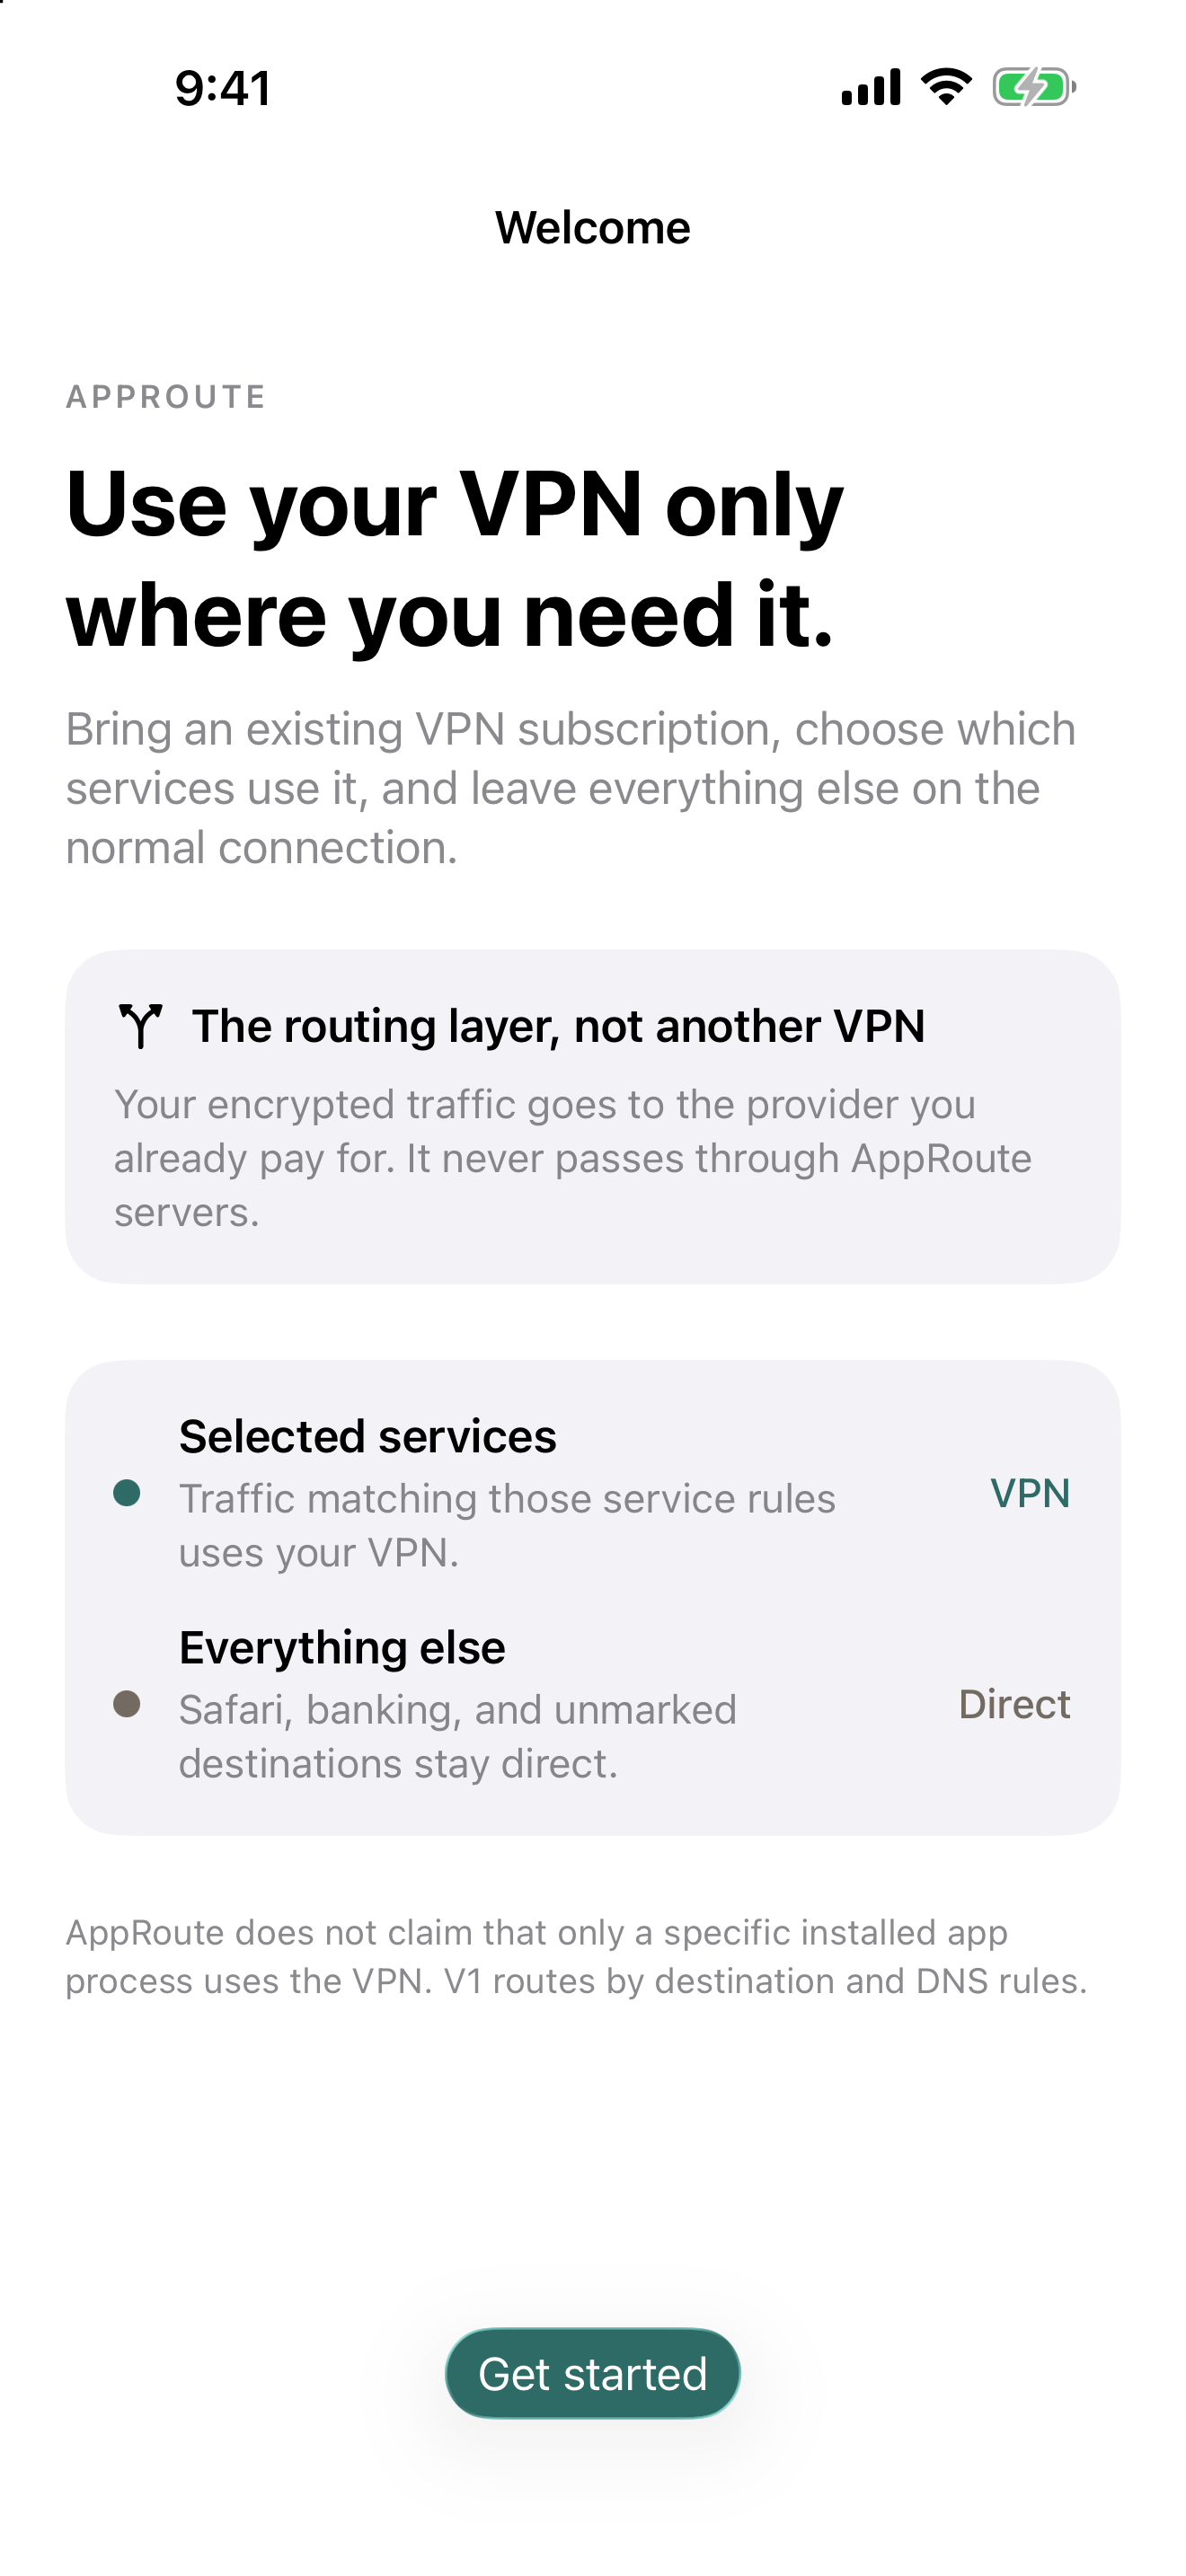 9:41
Welcome
APPROUTE
Use your VPN only
where you need it.
Bring an existing VPN subscription, choose which
services use it, and leave everything else on the
normal connection.
The routing layer, not another VPN
Your encrypted traffic goes to the provider you
already pay for. It never passes through AppRoute
servers.
Selected services
Traffic matching those service rules
uses your VPN.
VPN
Everything else
Safari, banking, and unmarked
destinations stay direct.
Direct
AppRoute does not claim that only a specific installed app
process uses the VPN. V1 routes by destination and DNS rules.
Get started